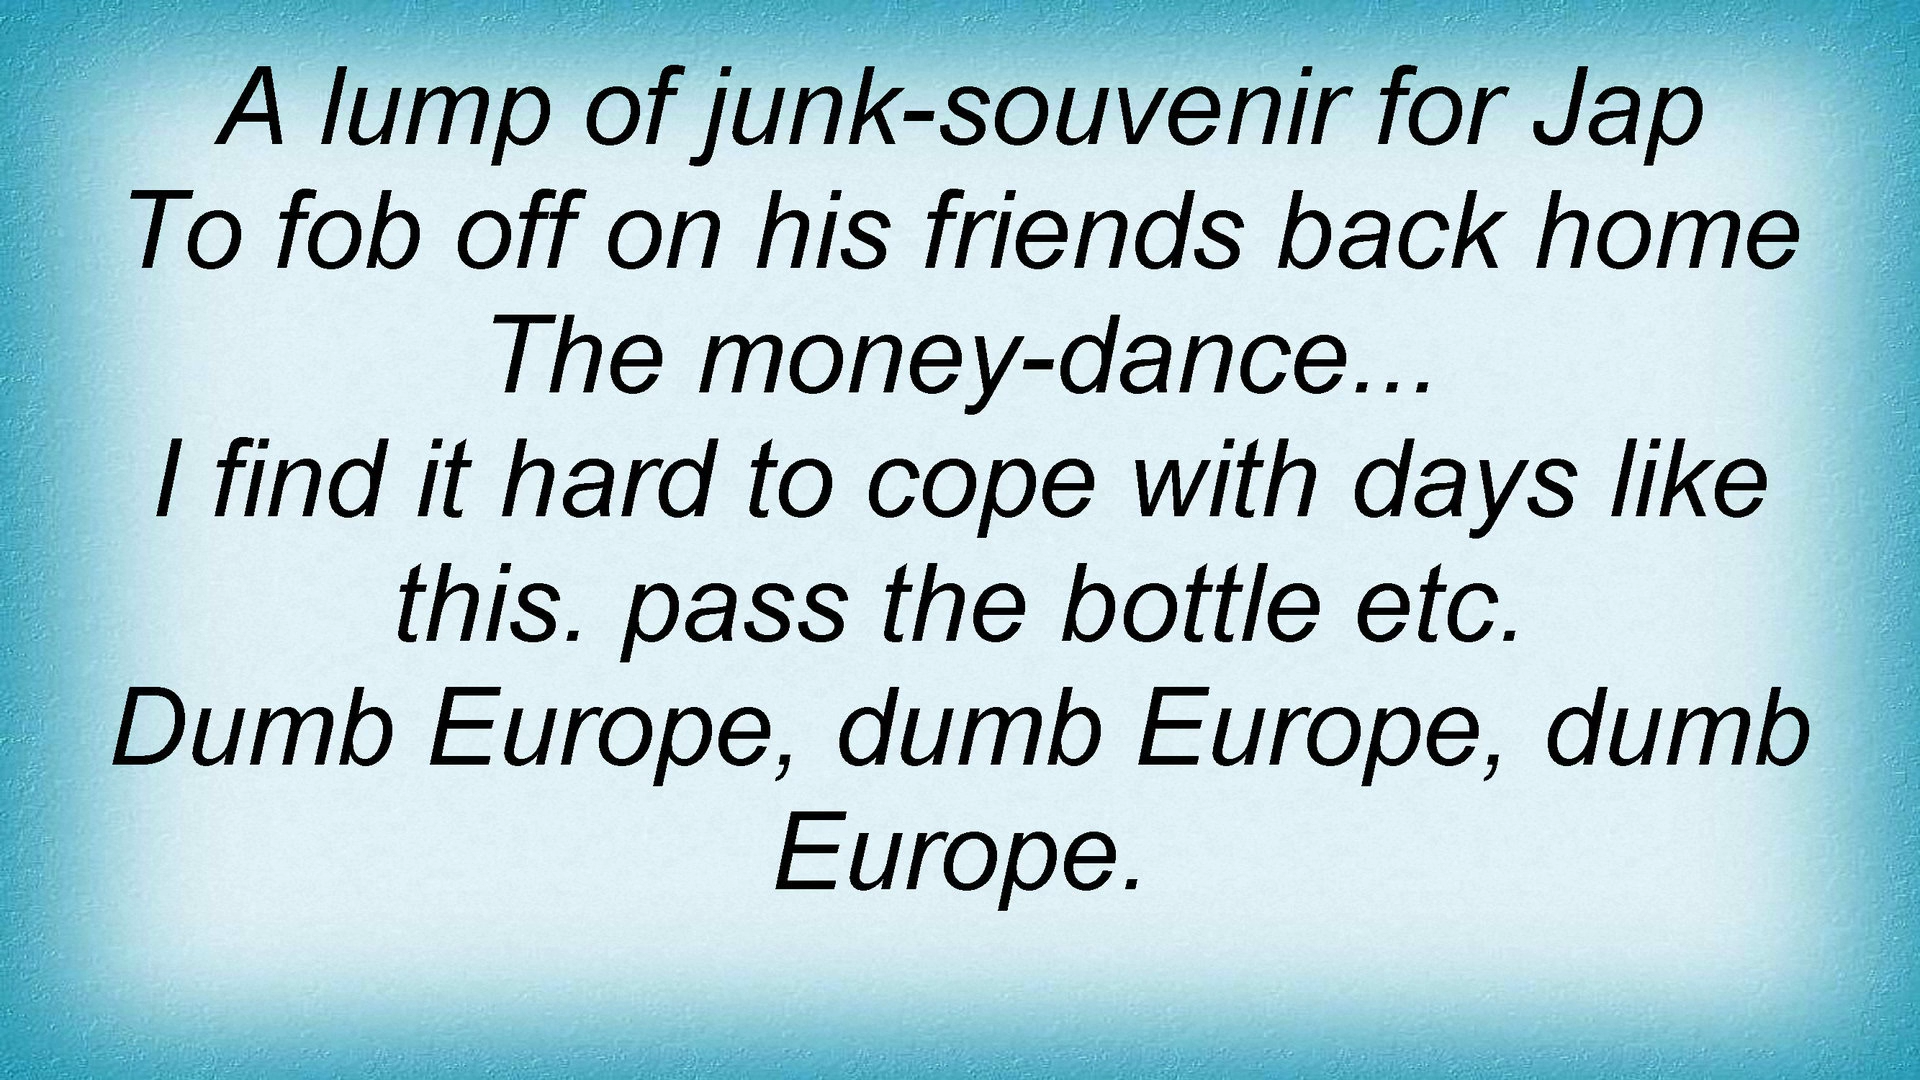 A lump of junk-souvenir for Jap
To fob off on his friends back home
The money-dance...
I find it hard to cope with days like
this. pass the bottle etc.
Dumb Europe, dumb Europe, dumb
Europe.